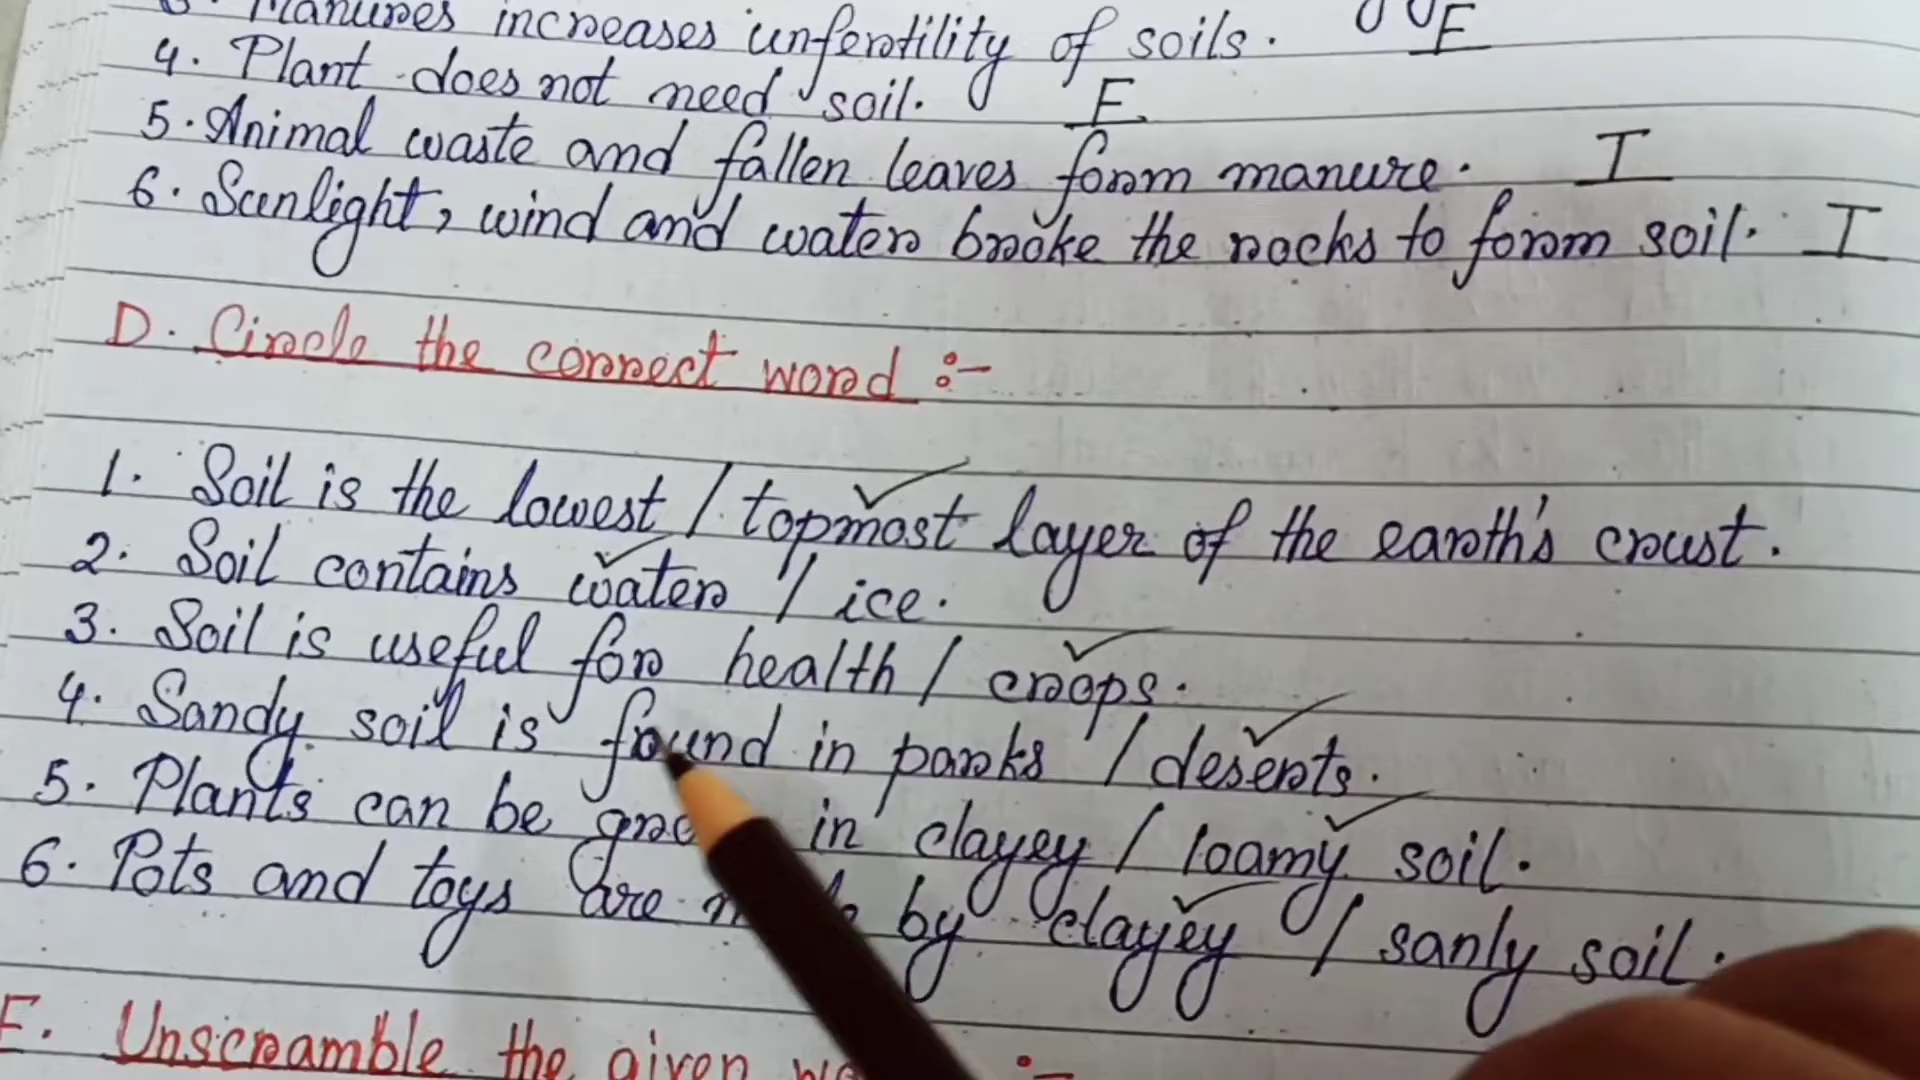 Manures increases unfertility of soils. F
4. Plant does not need soil. F
5. Animal waste and fallen leaves form manure. T
6. Sunlight, wind and water broke the rocks to form soil. T
D. Circle the correct word :-
1. Soil is the lowest / topmost layer of the earth's crust.
2. Soil contains water / ice.
3. Soil is useful for health / crops.
4. Sandy soil is found in parks / deserts.
5. Plants can be in clayey / loamy soil.
6. Pots and toys are by clayey / sanly soil.
Unscramble the given :-